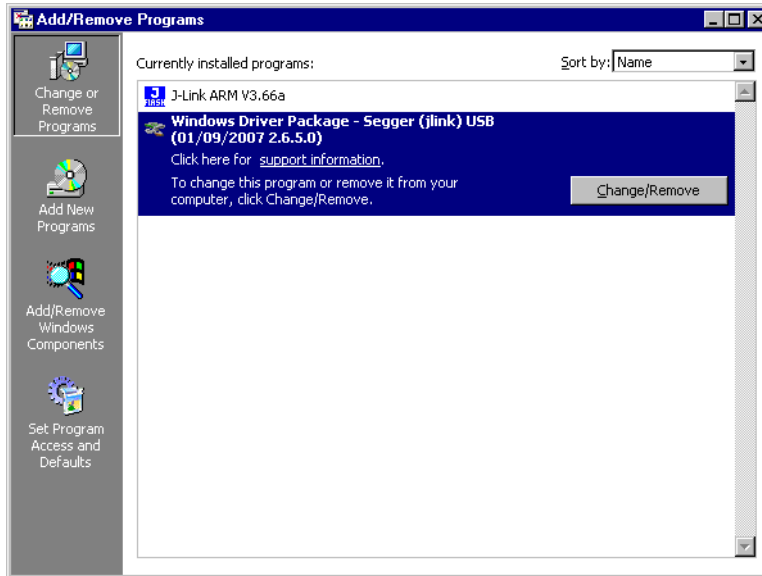 Add/Remove Programs
Change or
Remove
Programs
Add New
Programs
Add/Remove
Windows
Components
Set Program
Access and
Defaults
Currently installed programs:
Sort by: Name
J FLASH J-Link ARM V3.66a
Windows Driver Package - Segger (jlink) USB
(01/09/2007 2.6.5.0)
Click here for support information.
To change this program or remove it from your
computer, click Change/Remove.
Change/Remove